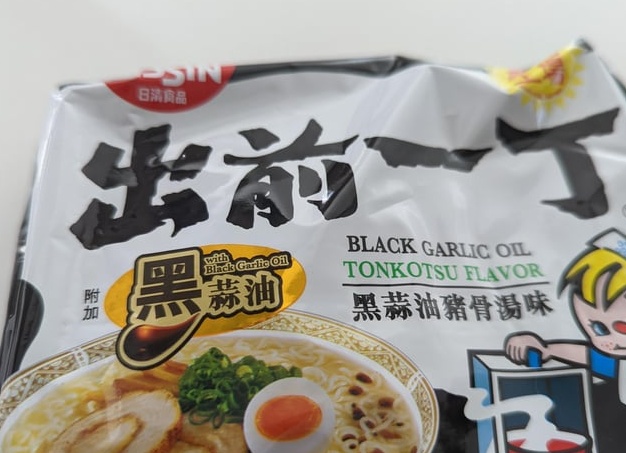 日清食品
出前一丁
BLACK GARLIC OIL
TONKOTSU FLAVOR
黑蒜油豬骨湯味
附加
黑蒜油
with
Black Garlic Oil